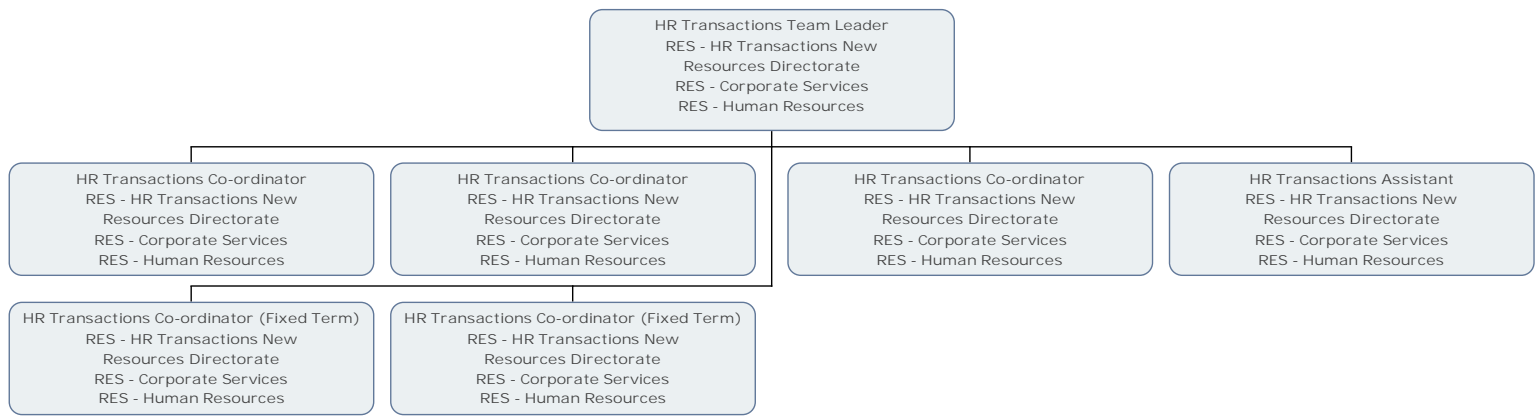 HR Transactions Team Leader
RES - HR Transactions New
Resources Directorate
RES - Corporate Services
RES - Human Resources
HR Transactions Co-ordinator
RES - HR Transactions New
Resources Directorate
RES - Corporate Services
RES - Human Resources
HR Transactions Co-ordinator
RES - HR Transactions New
Resources Directorate
RES - Corporate Services
RES - Human Resources
HR Transactions Co-ordinator
RES - HR Transactions New
Resources Directorate
RES - Corporate Services
RES - Human Resources
HR Transactions Assistant
RES - HR Transactions New
Resources Directorate
RES - Corporate Services
RES - Human Resources
HR Transactions Co-ordinator (Fixed Term)
RES - HR Transactions New
Resources Directorate
RES - Corporate Services
RES - Human Resources
HR Transactions Co-ordinator (Fixed Term)
RES - HR Transactions New
Resources Directorate
RES - Corporate Services
RES - Human Resources